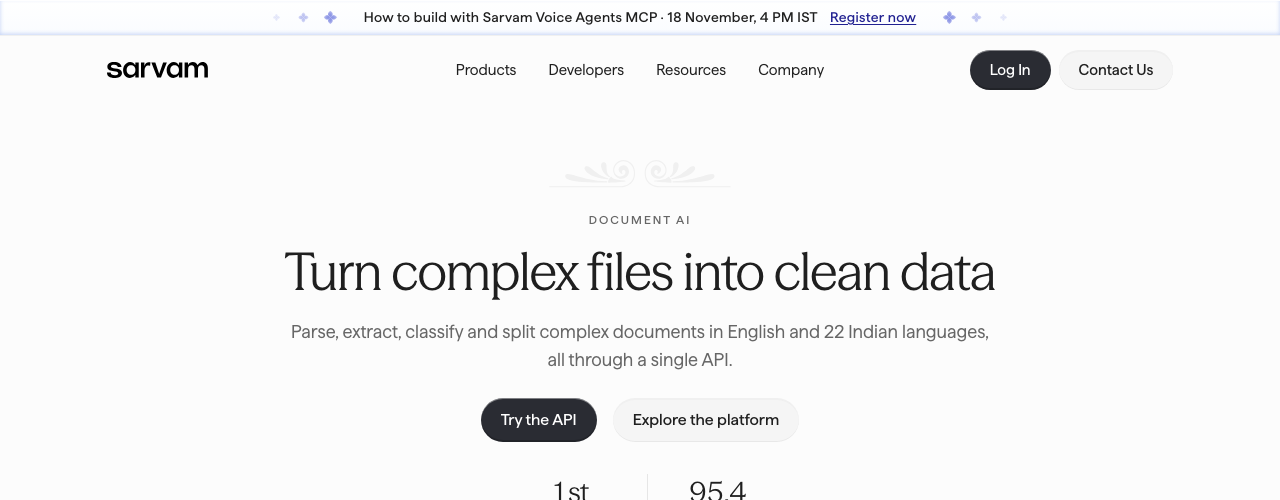 How to build with Sarvam Voice Agents MCP · 18 November, 4 PM IST Register now
sarvam
Products Developers Resources Company
Log In Contact Us
DOCUMENT AI
Turn complex files into clean data
Parse, extract, classify and split complex documents in English and 22 Indian languages,
all through a single API.
Try the API Explore the platform
1st 95.4